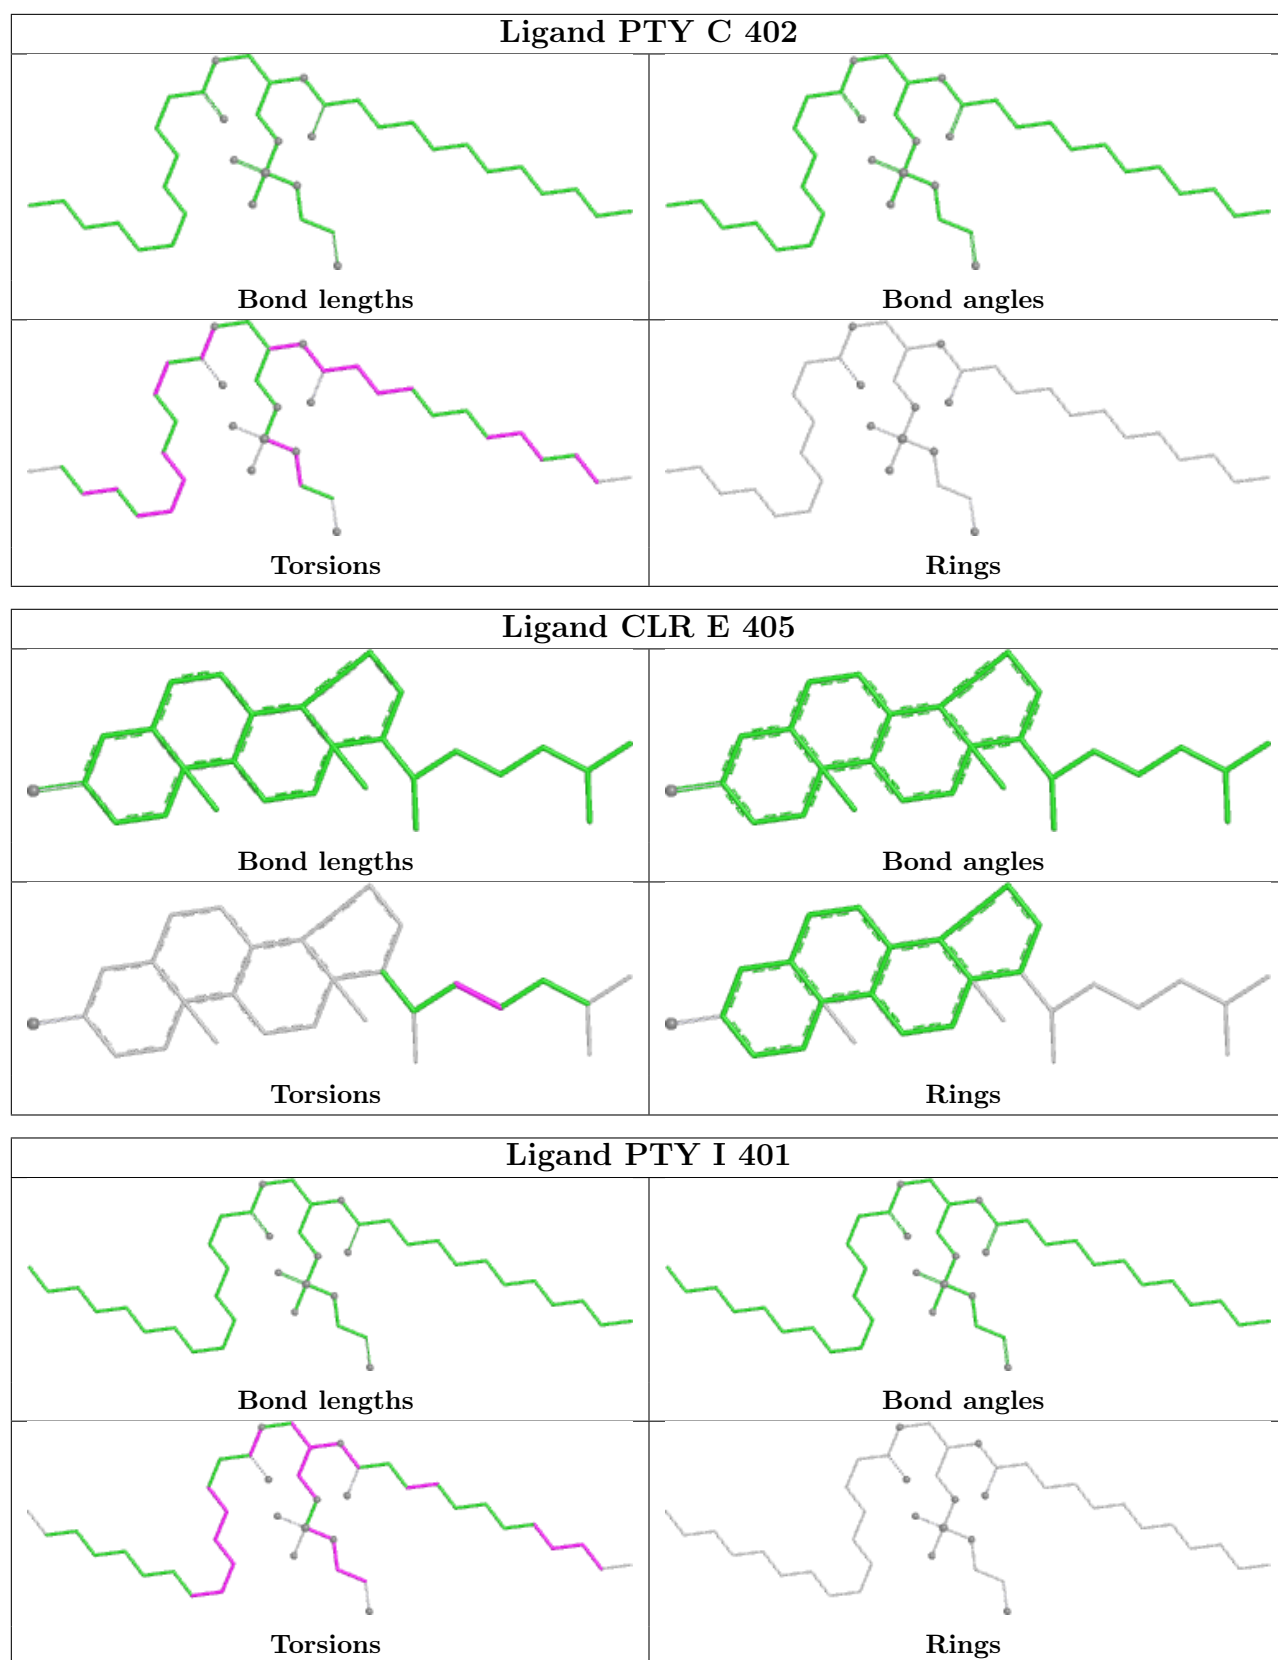 Ligand PTY C 402
Bond lengths
Bond angles
Torsions
Rings
Ligand CLR E 405
Bond lengths
Bond angles
Torsions
Rings
Ligand PTY I 401
Bond lengths
Bond angles
Torsions
Rings